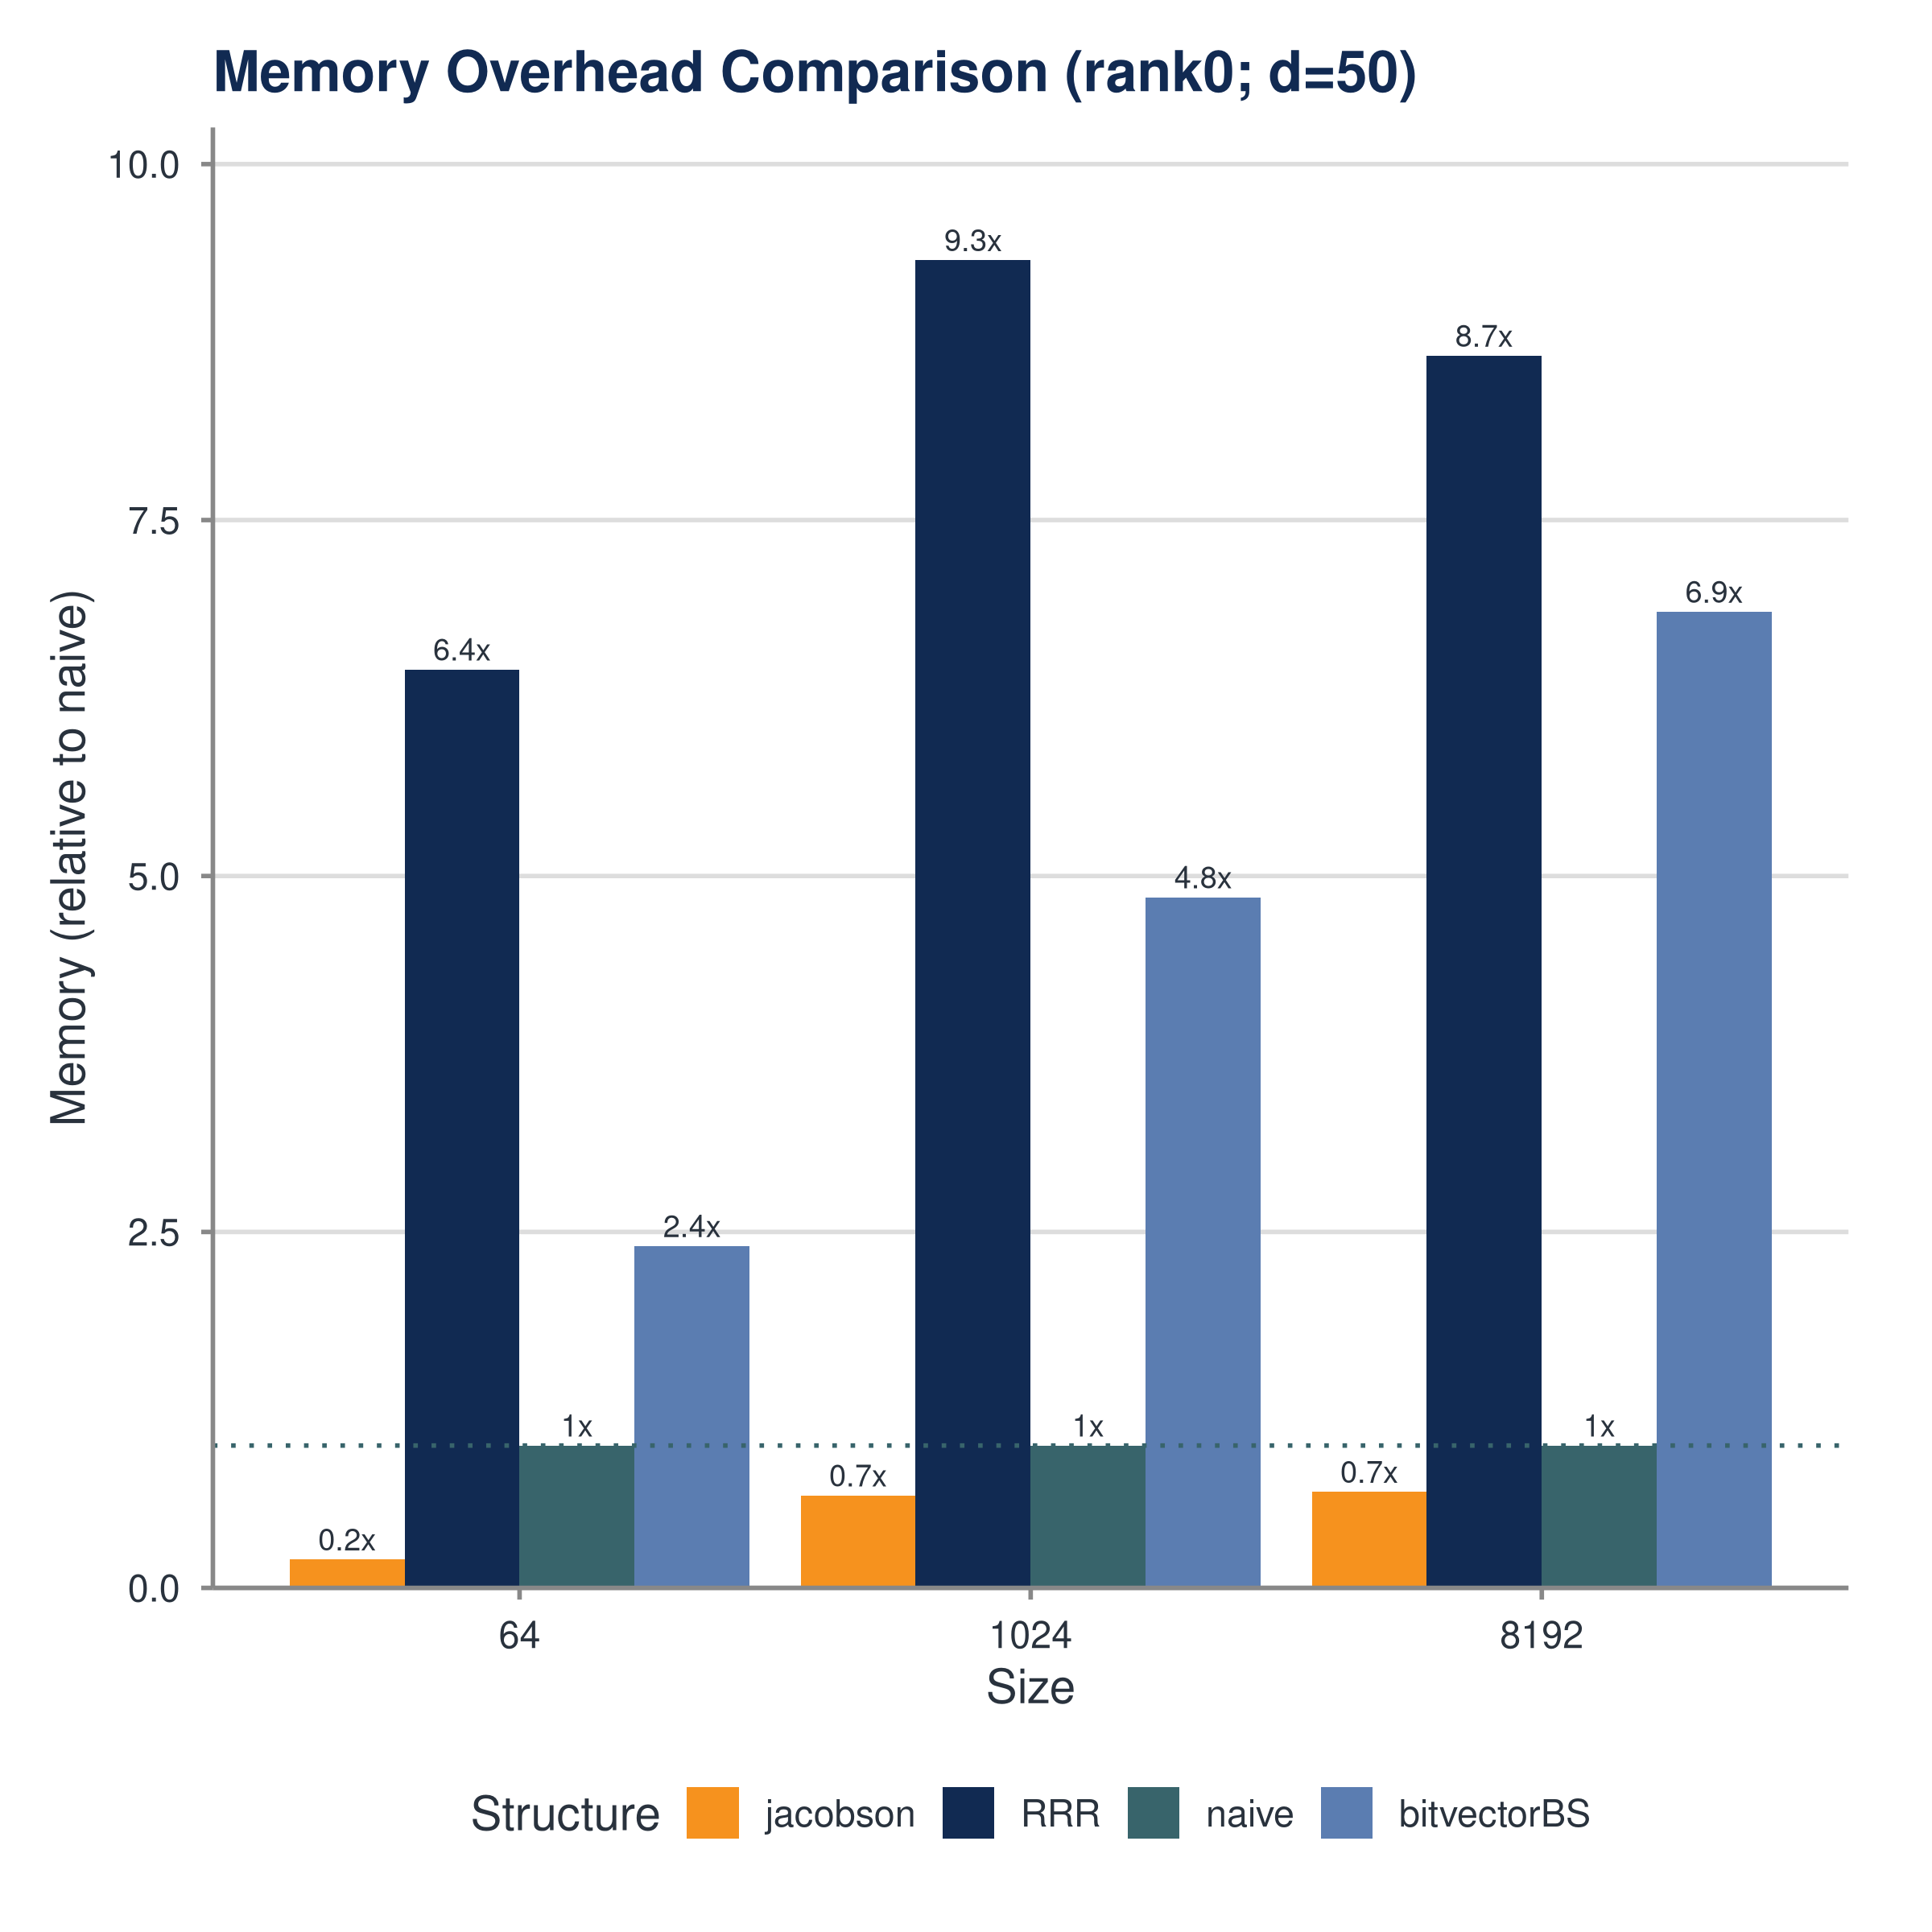 Memory Overhead Comparison (rank0; d=50)
Memory (relative to naive)
10.0
7.5
5.0
2.5
0.0
0.2x
6.4x
1x
2.4x
0.7x
9.3x
1x
4.8x
0.7x
8.7x
1x
6.9x
64
1024
8192
Size
Structure jacobson RRR naive bitvectorBS